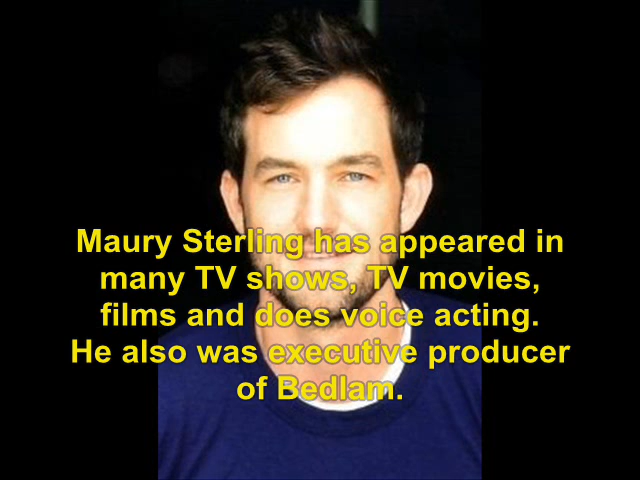 Maury Sterling has appeared in
many TV shows, TV movies,
films and does voice acting.
He also was executive producer
of Bedlam.